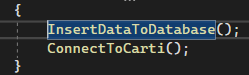 {
InsertDataToDatabase();
ConnectToCarti();
}